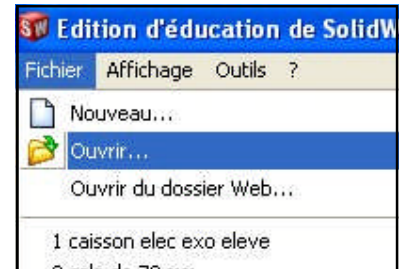 Edition d'éducation de SolidW
Fichier Affichage Outils ?
Nouveau...
Ouvrir...
Ouvrir du dossier Web...
1 caisson elec exo eleve